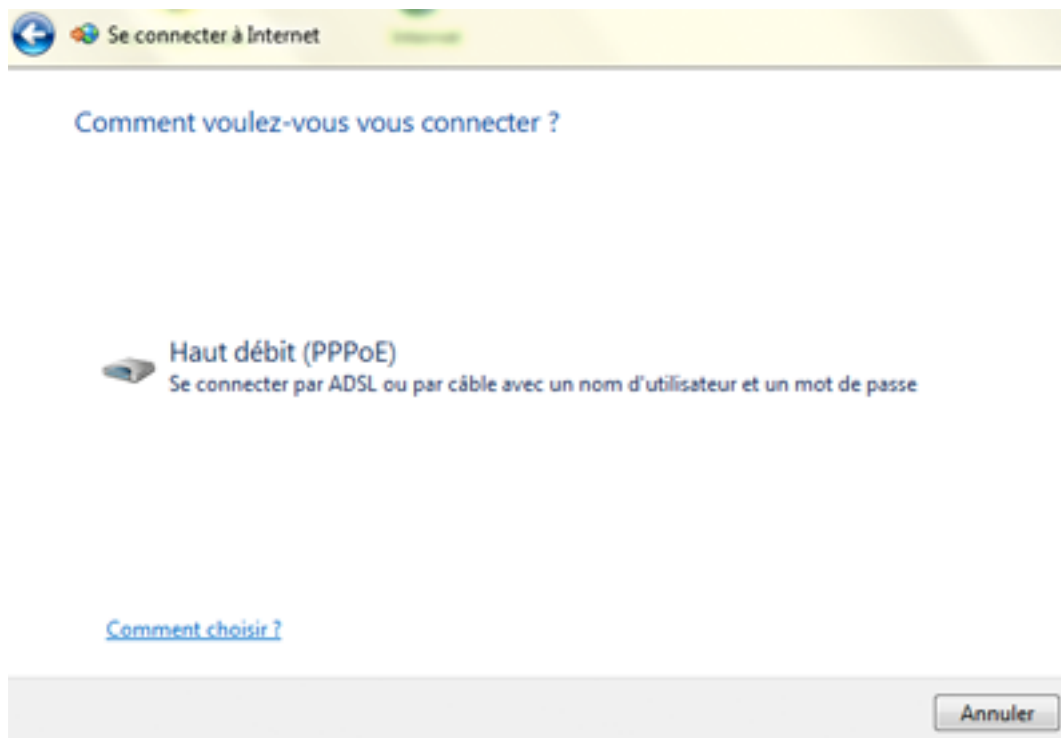 Se connecter à Internet
Comment voulez-vous vous connecter ?
Haut débit (PPPoE)
Se connecter par ADSL ou par câble avec un nom d'utilisateur et un mot de passe
Comment choisir ?
Annuler